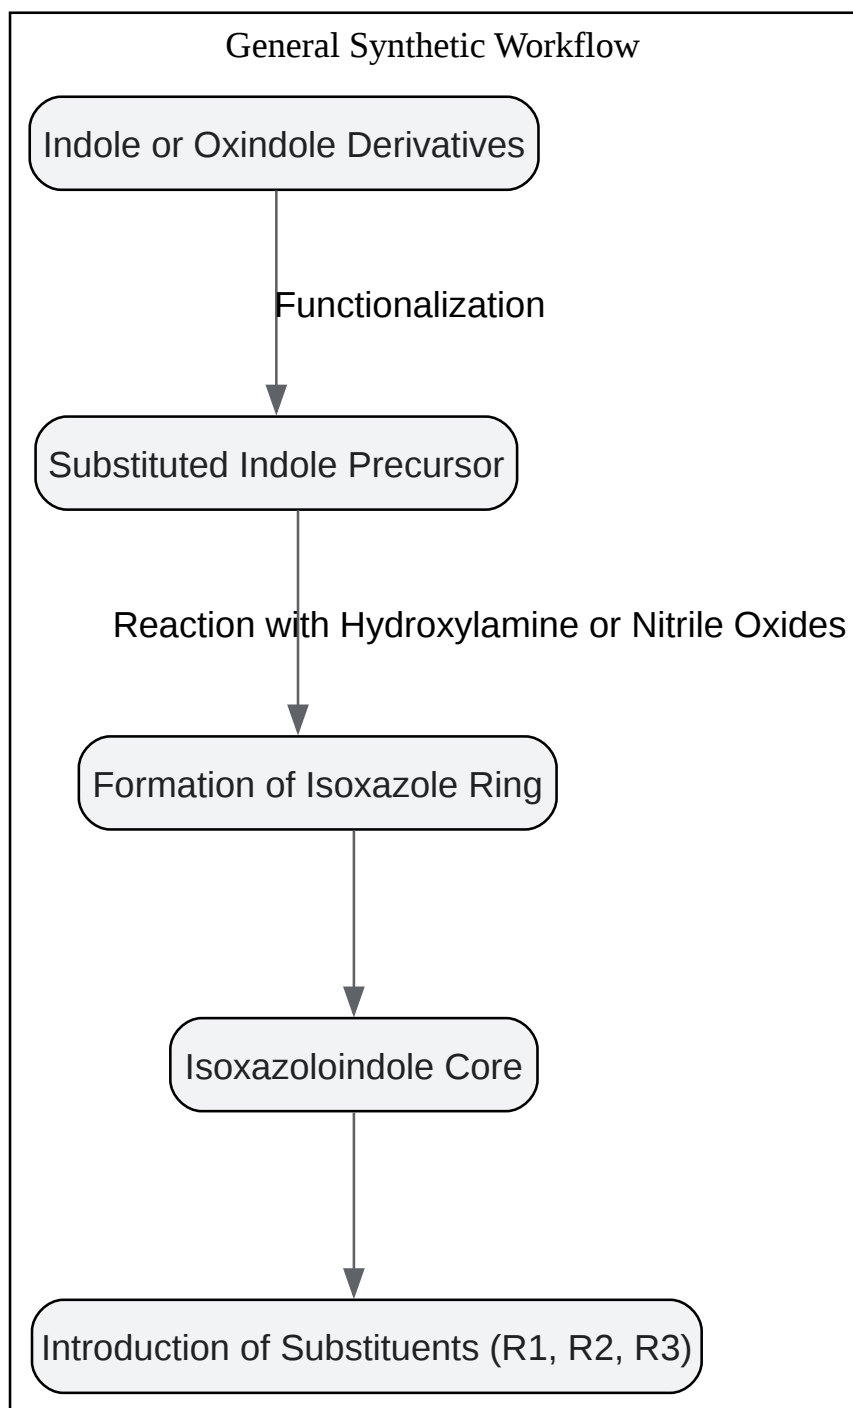 General Synthetic Workflow
Indole or Oxindole Derivatives
Functionalization
Substituted Indole Precursor
Reaction with Hydroxylamine or Nitrile Oxides
Formation of Isoxazole Ring
Isoxazoloindole Core
Introduction of Substituents (R1, R2, R3)